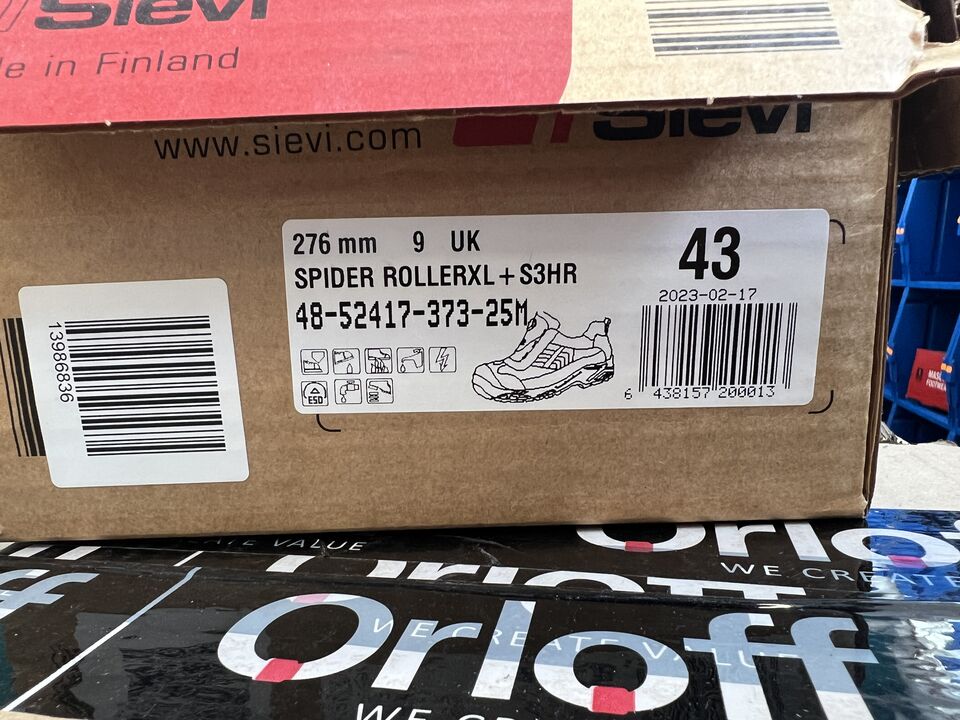 Sievi
in Finland
www.sievi.com
Sievi
276 mm 9 UK
SPIDER ROLLERXL + S3HR
48-52417-373-25M
43
2023-02-17
ESD
6 438157 200013
13986836
CREATE VALUE
Orloff
WE CREATE
Orloff
WE CREATE VALUE